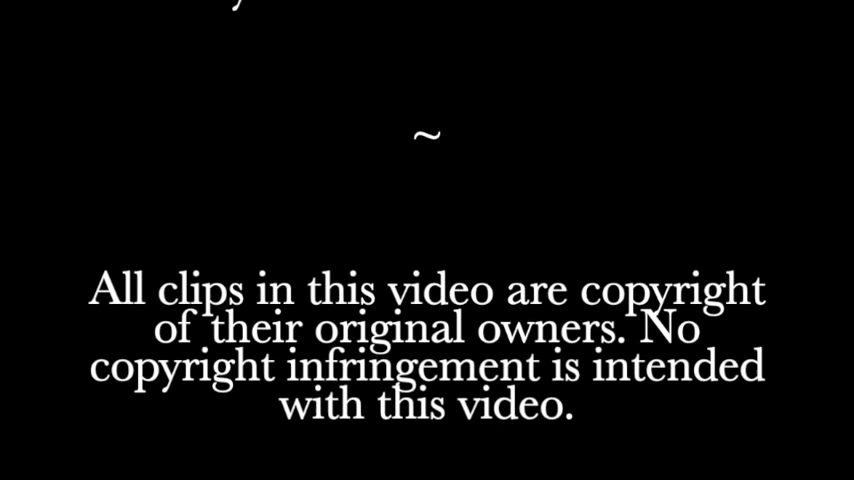 ~
All clips in this video are copyright
of their original owners. No
copyright infringement is intended
with this video.